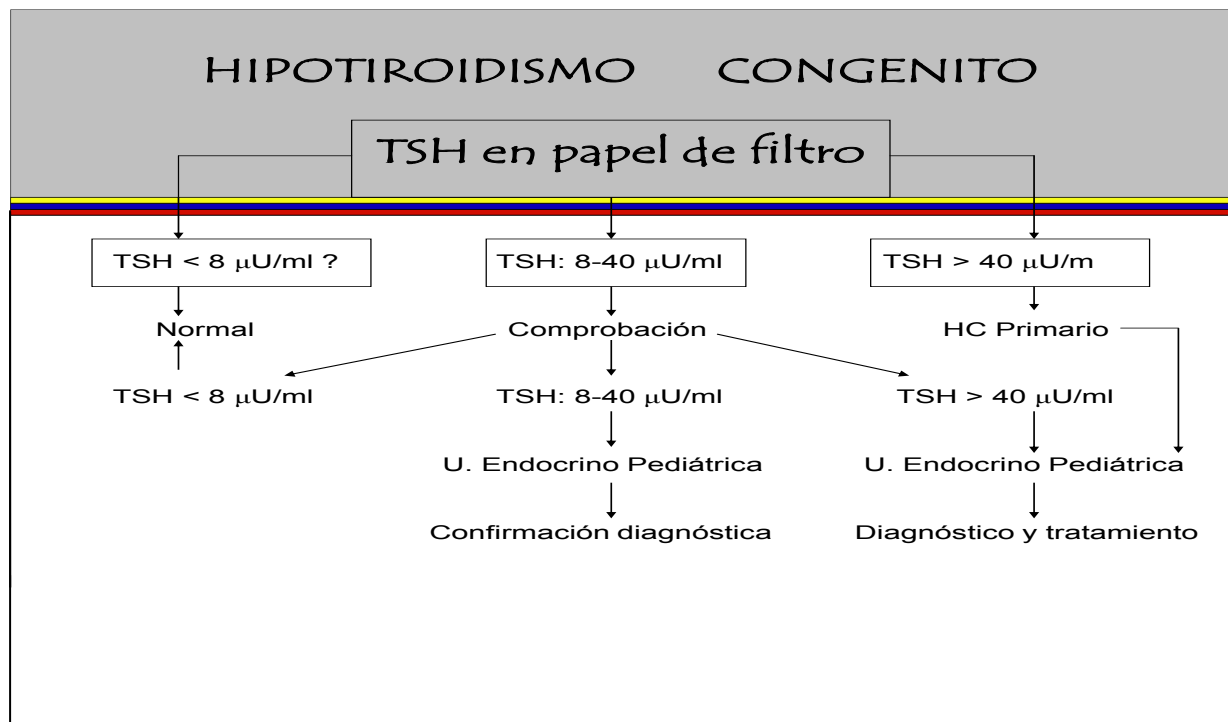 HIPOTIROIDISMO CONGENITO
TSH en papel de filtro
TSH < 8 μU/ml ?
TSH: 8-40 μU/ml
TSH > 40 μU/m
Normal
Comprobación
HC Primario
TSH < 8 μU/ml
TSH: 8-40 μU/ml
TSH > 40 μU/ml
U. Endocrino Pediátrica
U. Endocrino Pediátrica
Confirmación diagnóstica
Diagnóstico y tratamiento